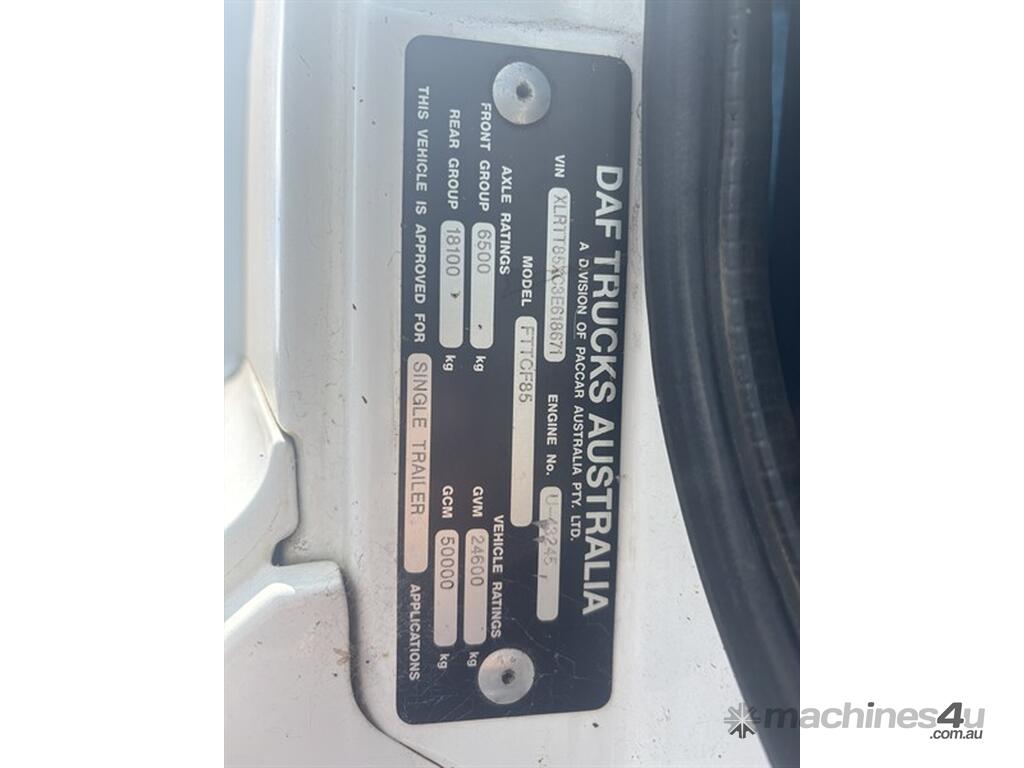 DAF TRUCKS AUSTRALIA
A DIVISION OF PACCAR AUSTRALIA PTY. LTD.
VIN XLRTT85XC3E618671 ENGINE No. U-43245
MODEL FTTCF85
AXLE RATINGS VEHICLE RATINGS
FRONT GROUP 6500 kg GVM 24600 kg
REAR GROUP 18100 kg GCM 50000 kg
THIS VEHICLE IS APPROVED FOR SINGLE TRAILER APPLICATIONS
machines4u
.com.au